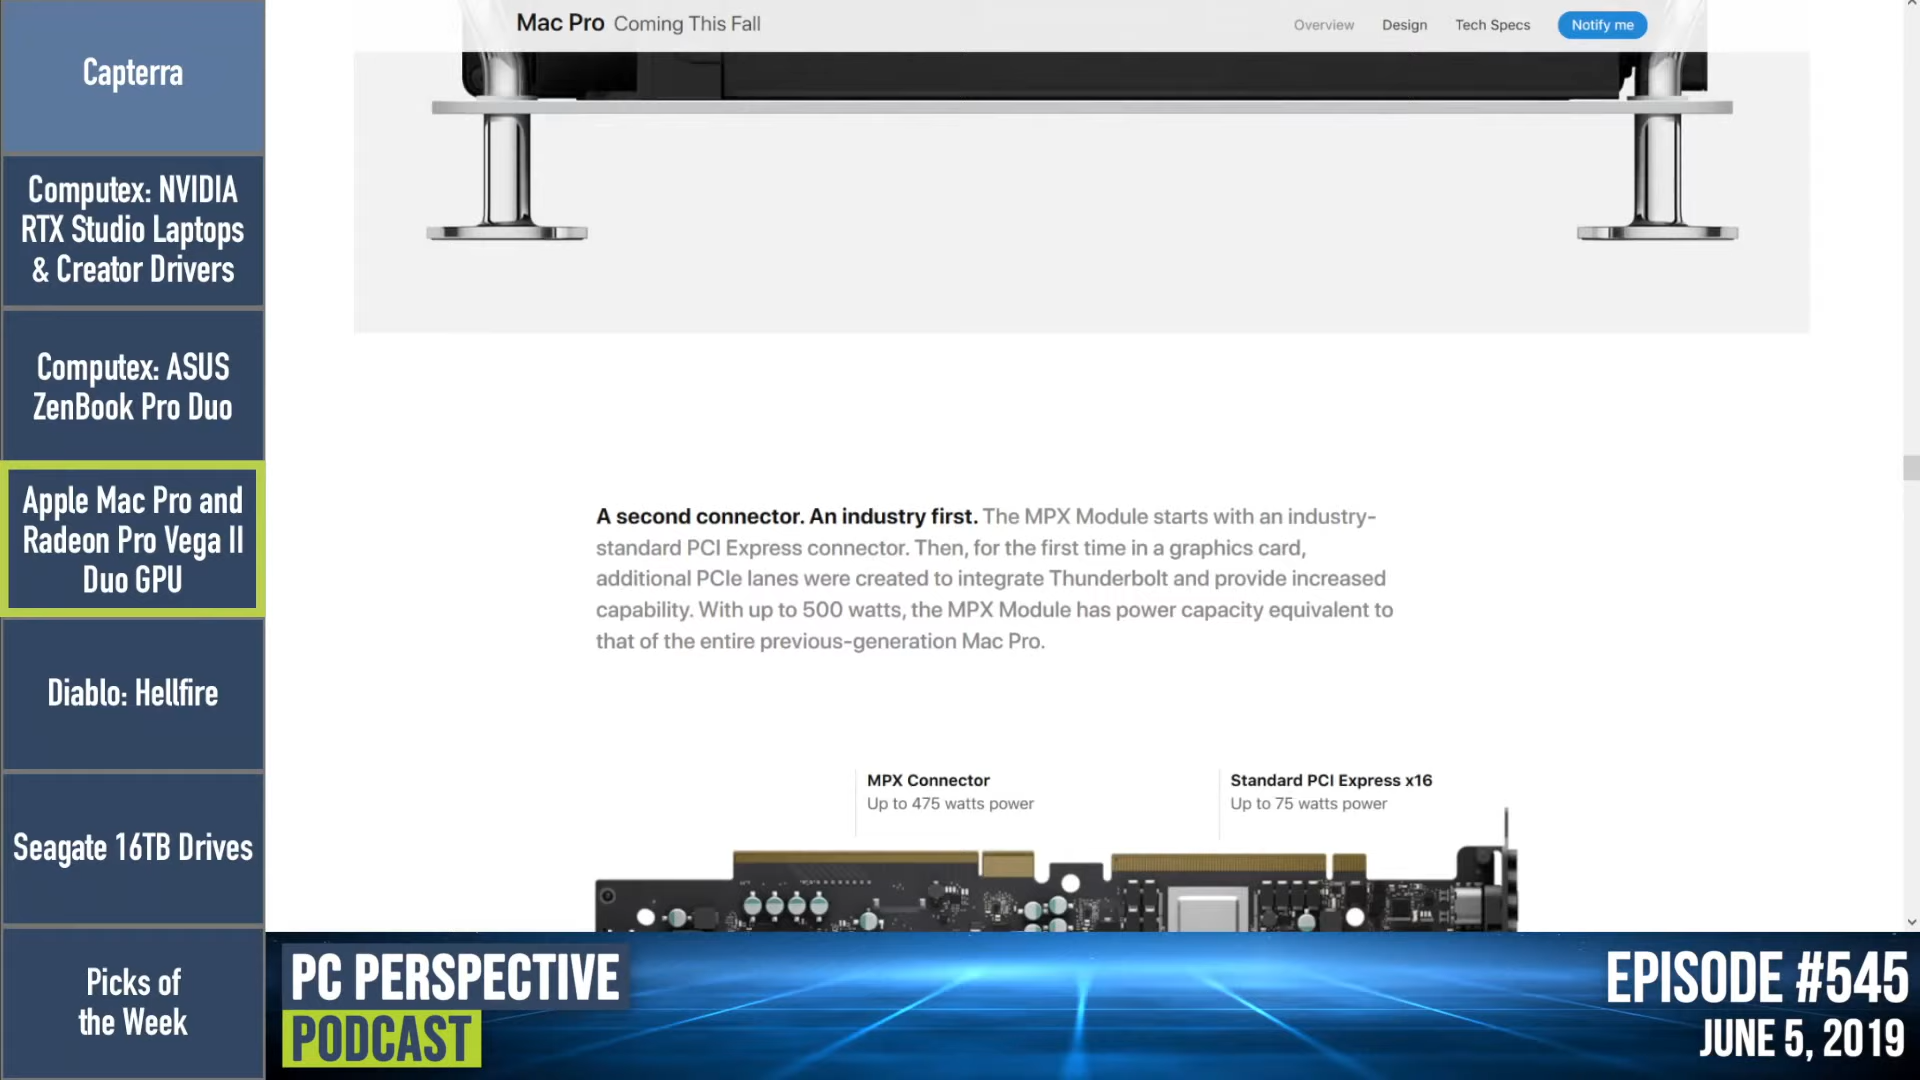 Capterra
Computex: NVIDIA
RTX Studio Laptops
& Creator Drivers
Computex: ASUS
ZenBook Pro Duo
Apple Mac Pro and
Radeon Pro Vega II
Duo GPU
Diablo: Hellfire
Seagate 16TB Drives
Picks of
the Week
Mac Pro Coming This Fall
Overview Design Tech Specs Notify me
A second connector. An industry first. The MPX Module starts with an industry-
standard PCI Express connector. Then, for the first time in a graphics card,
additional PCIe lanes were created to integrate Thunderbolt and provide increased
capability. With up to 500 watts, the MPX Module has power capacity equivalent to
that of the entire previous-generation Mac Pro.
MPX Connector
Up to 475 watts power
Standard PCI Express x16
Up to 75 watts power
PC PERSPECTIVE
PODCAST
EPISODE #545
JUNE 5, 2019